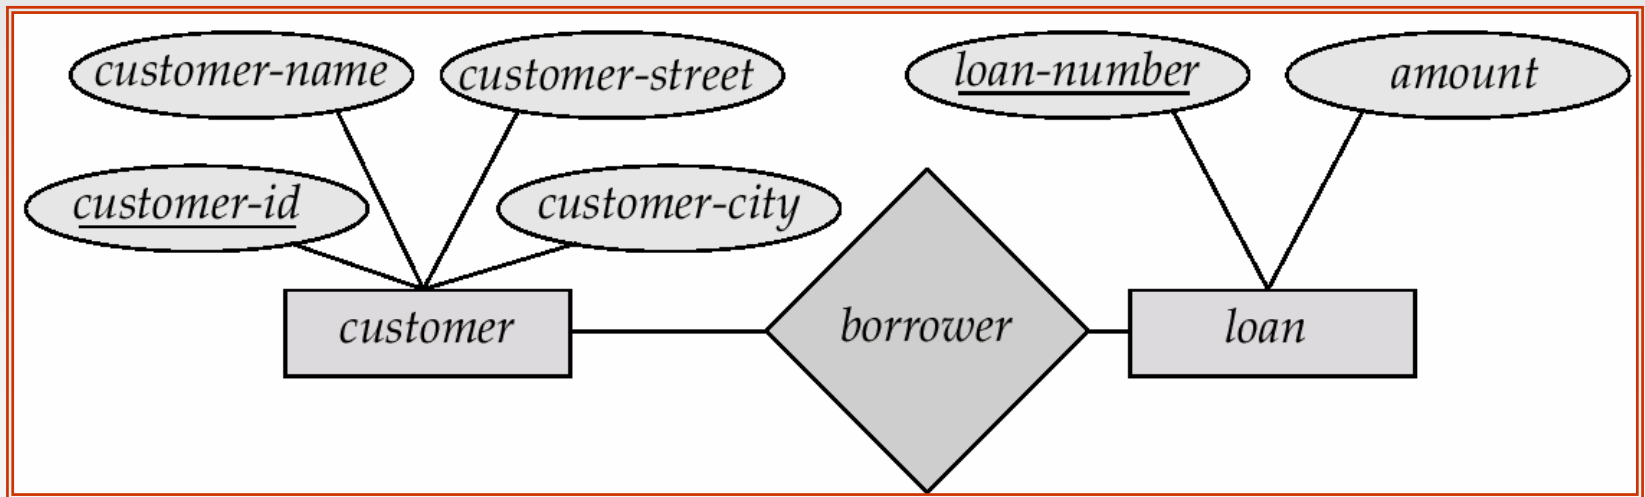 customer-name
customer-street
loan-number
amount
customer-id
customer-city
customer
borrower
loan